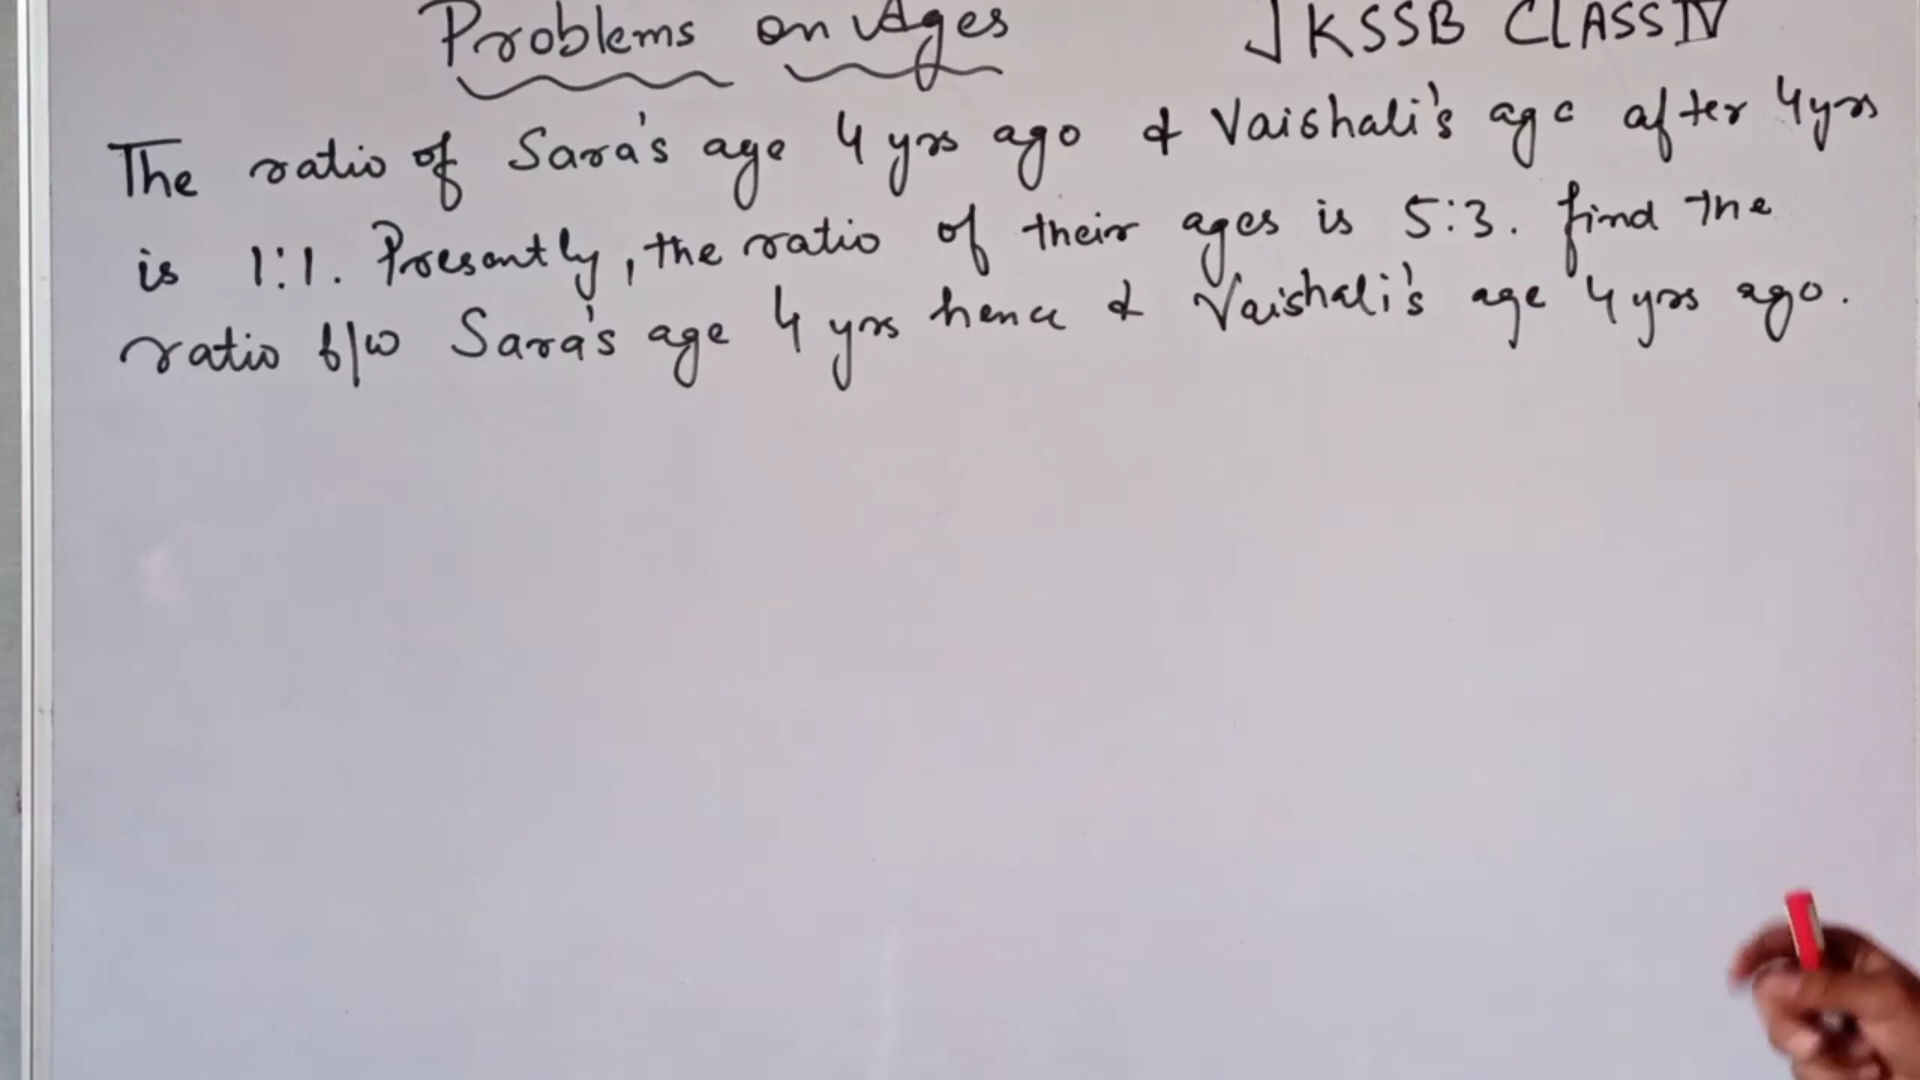 Problems on Ages JKSSB CLASS IV
The ratio of Sara's age 4 yrs ago & Vaishali's age after 4yrs
is 1:1. Presently, the ratio of their ages is 5:3. find the
ratio b/w Sara's age 4 yrs hence & Vaishali's age 4 yrs ago.